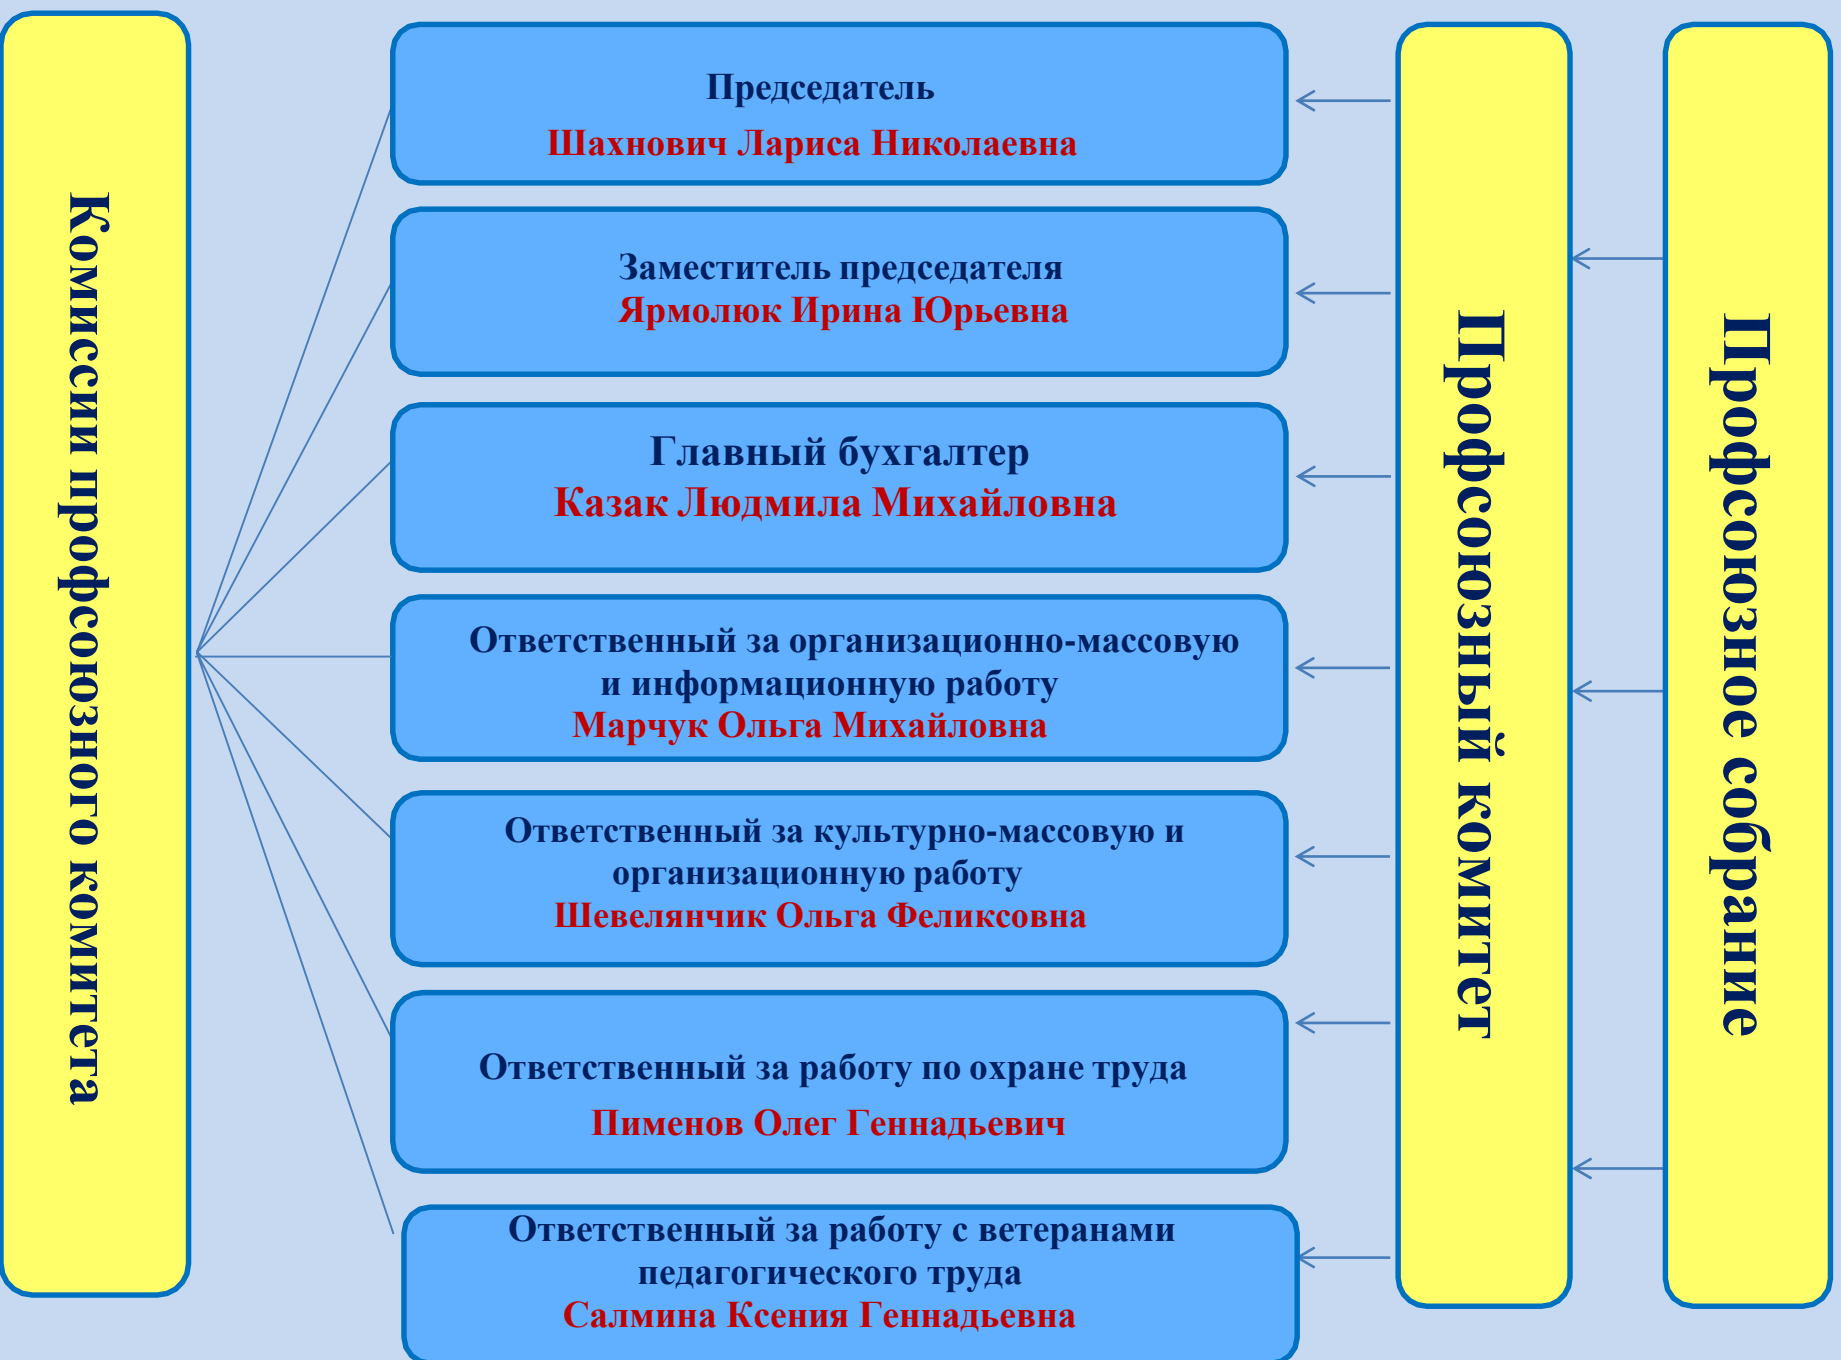 Комиссии профсоюзного комитета
Председатель
Шахнович Лариса Николаевна
Заместитель председателя
Ярмолюк Ирина Юрьевна
Главный бухгалтер
Казак Людмила Михайловна
Ответственный за организационно-массовую
и информационную работу
Марчук Ольга Михайловна
Ответственный за культурно-массовую и
организационную работу
Шевелянчик Ольга Феликсовна
Ответственный за работу по охране труда
Пименов Олег Геннадьевич
Ответственный за работу с ветеранами
педагогического труда
Салмина Ксения Геннадьевна
Профсоюзный комитет
Профсоюзное собрание